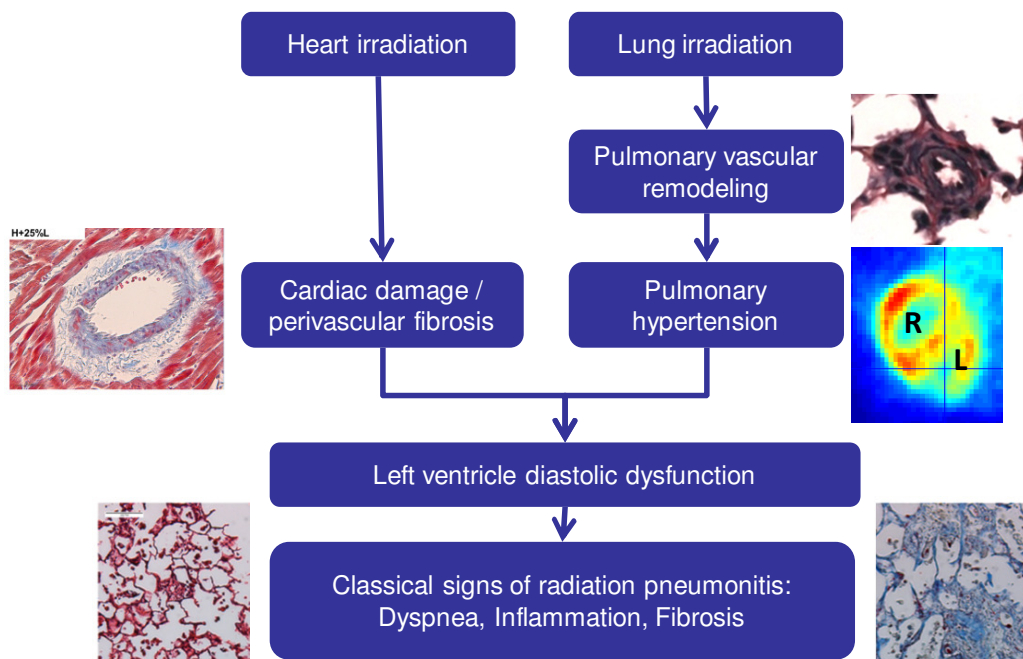 Heart irradiation
Lung irradiation
Pulmonary vascular
remodeling
H+25%L
Cardiac damage /
perivascular fibrosis
Pulmonary
hypertension
R
L
Left ventricle diastolic dysfunction
Classical signs of radiation pneumonitis:
Dyspnea, Inflammation, Fibrosis